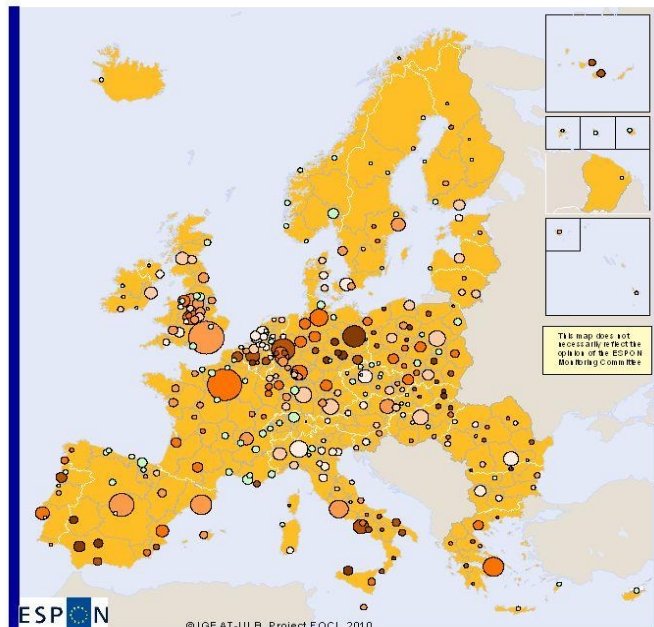 This map does not
necessarily reflect the
opinion of the ESPON
Monitoring Committee
ESPON
© IGEAT-ULB, Project FOCI, 2010